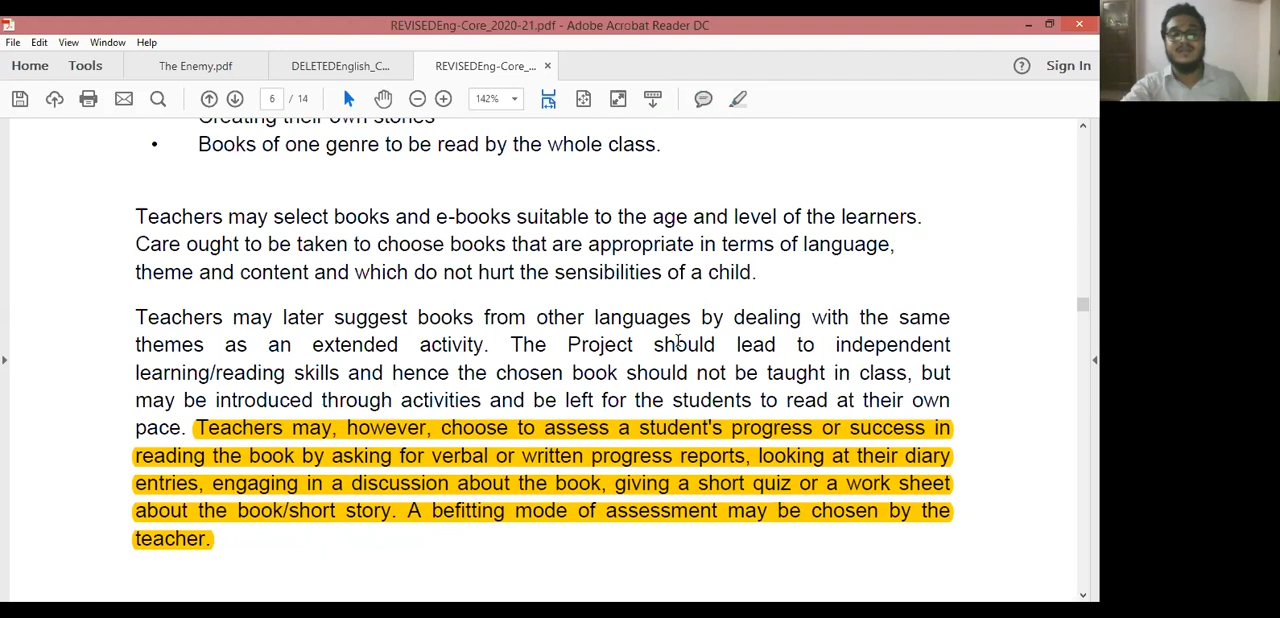 REVISEDEng-Core_2020-21.pdf - Adobe Acrobat Reader DC
File Edit View Window Help
Home Tools The Enemy.pdf DELETEDEnglish_C... REVISEDEng-Core_... × Sign In
6 / 14 142%
Creating their own stories
• Books of one genre to be read by the whole class.
Teachers may select books and e-books suitable to the age and level of the learners.
Care ought to be taken to choose books that are appropriate in terms of language,
theme and content and which do not hurt the sensibilities of a child.
Teachers may later suggest books from other languages by dealing with the same
themes as an extended activity. The Project should lead to independent
learning/reading skills and hence the chosen book should not be taught in class, but
may be introduced through activities and be left for the students to read at their own
pace. Teachers may, however, choose to assess a student's progress or success in
reading the book by asking for verbal or written progress reports, looking at their diary
entries, engaging in a discussion about the book, giving a short quiz or a work sheet
about the book/short story. A befitting mode of assessment may be chosen by the
teacher.